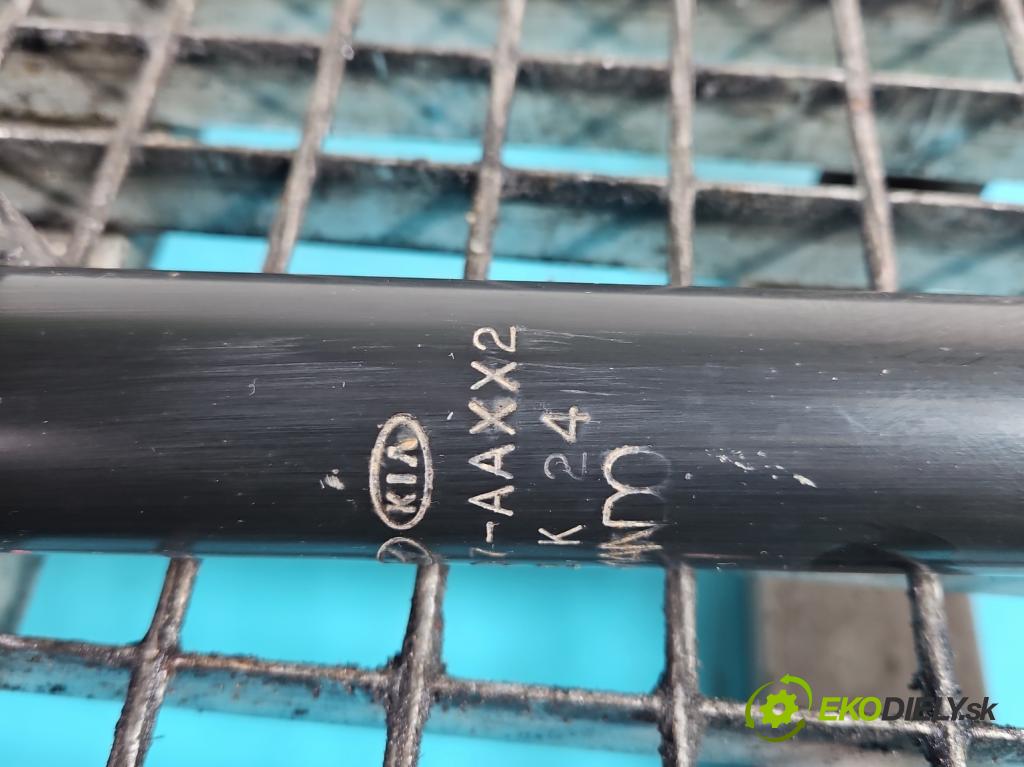 KIA
-AAXX2
K 24
EKODIELY.sk